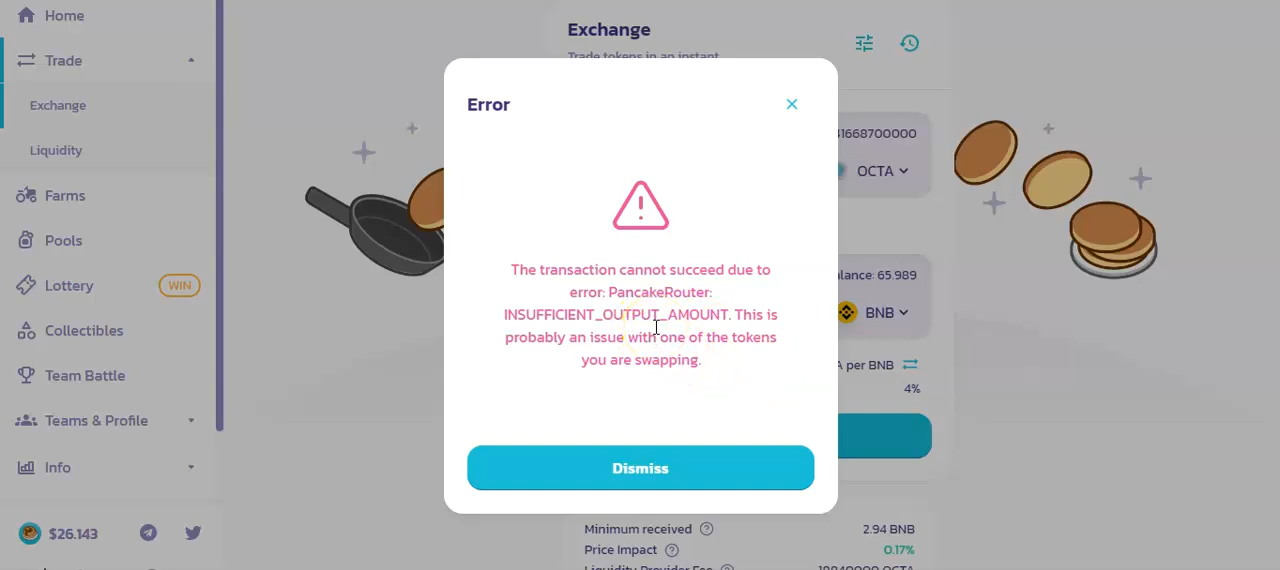 Home
Trade
Exchange
Liquidity
Farms
Pools
Lottery WIN
Collectibles
Team Battle
Teams & Profile
Info
$26.143
Exchange
Trade tokens in an instant
Error
The transaction cannot succeed due to
error: PancakeRouter:
INSUFFICIENT_OUTPUT_AMOUNT. This is
probably an issue with one of the tokens
you are swapping.
Dismiss
41668700000
OCTA
alance: 65.989
BNB
A per BNB
4%
Minimum received ? 2.94 BNB
Price Impact ? 0.17%